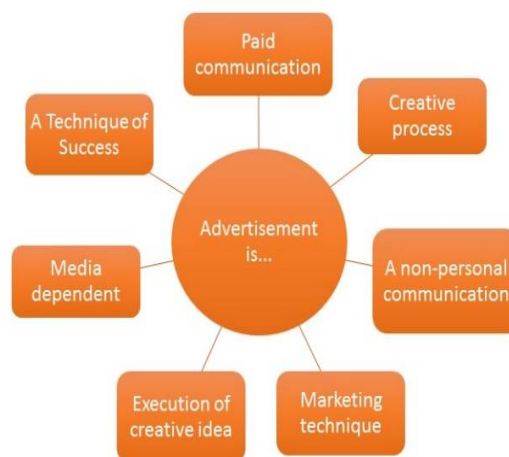 Paid
communication
A Technique of
Success
Creative
process
Advertisement
is...
Media
dependent
A non-personal
communication
Execution of
creative idea
Marketing
technique